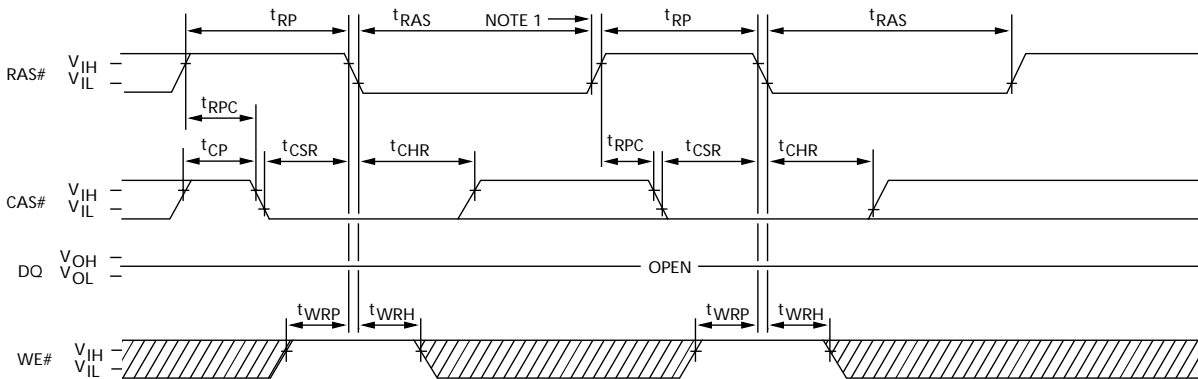 tRP tRAS NOTE 1 tRP tRAS
RAS# VIH
VIL
tRPC
tCP tCSR tCHR tRPC tCSR tCHR
CAS# VIH
VIL
DQ VOH
VOL
OPEN
tWRP tWRH tWRP tWRH
WE# VIH
VIL